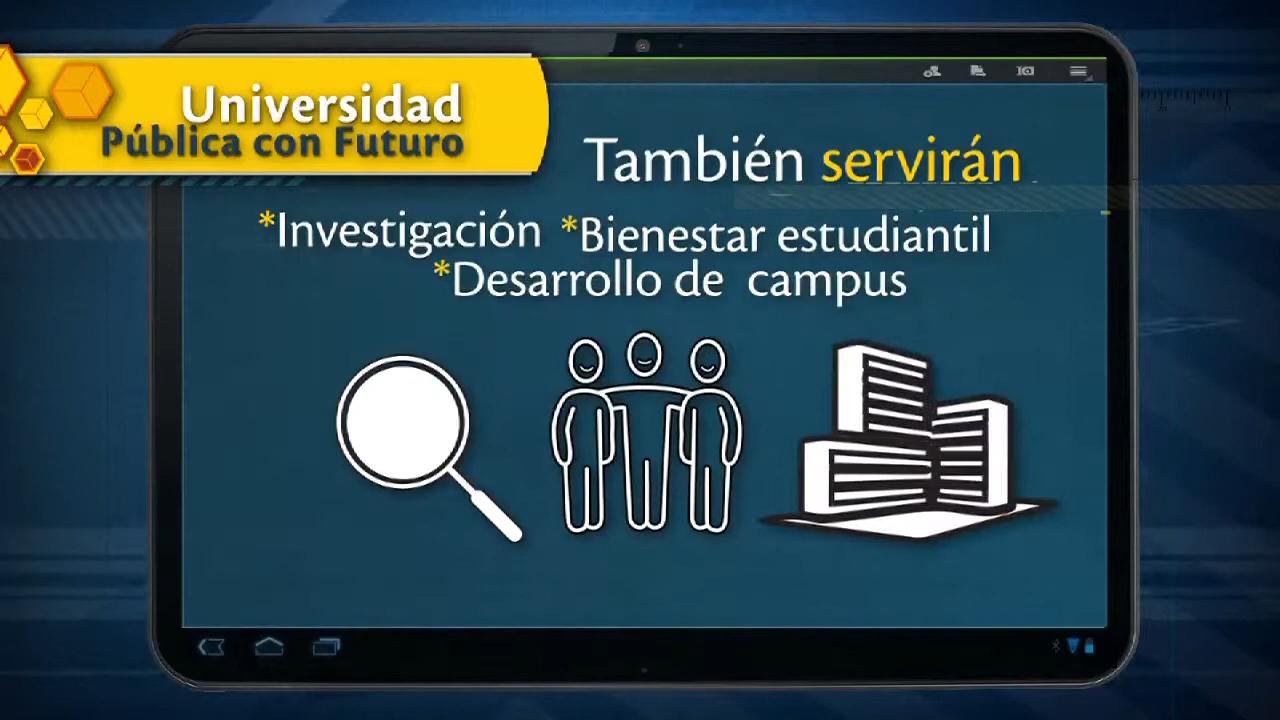 Universidad
Pública con Futuro
También servirán
*Investigación *Bienestar estudiantil
*Desarrollo de campus